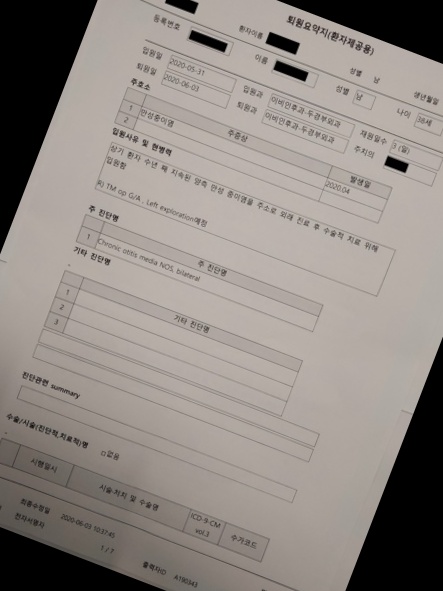 퇴원요약지(환자제공용)
등록번호 환자이름 성별 남 생년월일
이름 성별 남 나이
입원일 2020-05-31 입원과 이비인후과-두경부외과 재원일수 3 (일)
퇴원일 2020-06-03 퇴원과 이비인후과-두경부외과 주치의
주호소
주증상 발생일
1 만성중이염 2020.04
2
입원사유 및 현병력
상기 환자 수년 째 지속된 양측 만성 중이염을 주소로 외래 진료 후 수술적 치료 위해
입원함
R) TM op G/A , Left exploration예정
주 진단명
주 진단명
1 Chronic otitis media NOS, bilateral
기타 진단명
기타 진단명
1
2
3
진단관련 summary
수술/시술(진단적,치료적)명 □없음
시행일시 시술·처치 및 수술명 ICD-9-CM vol.3 수가코드
최종수정일 2020-06-03 10:37:45
전자서명자
1 / 7
출력자ID A190343